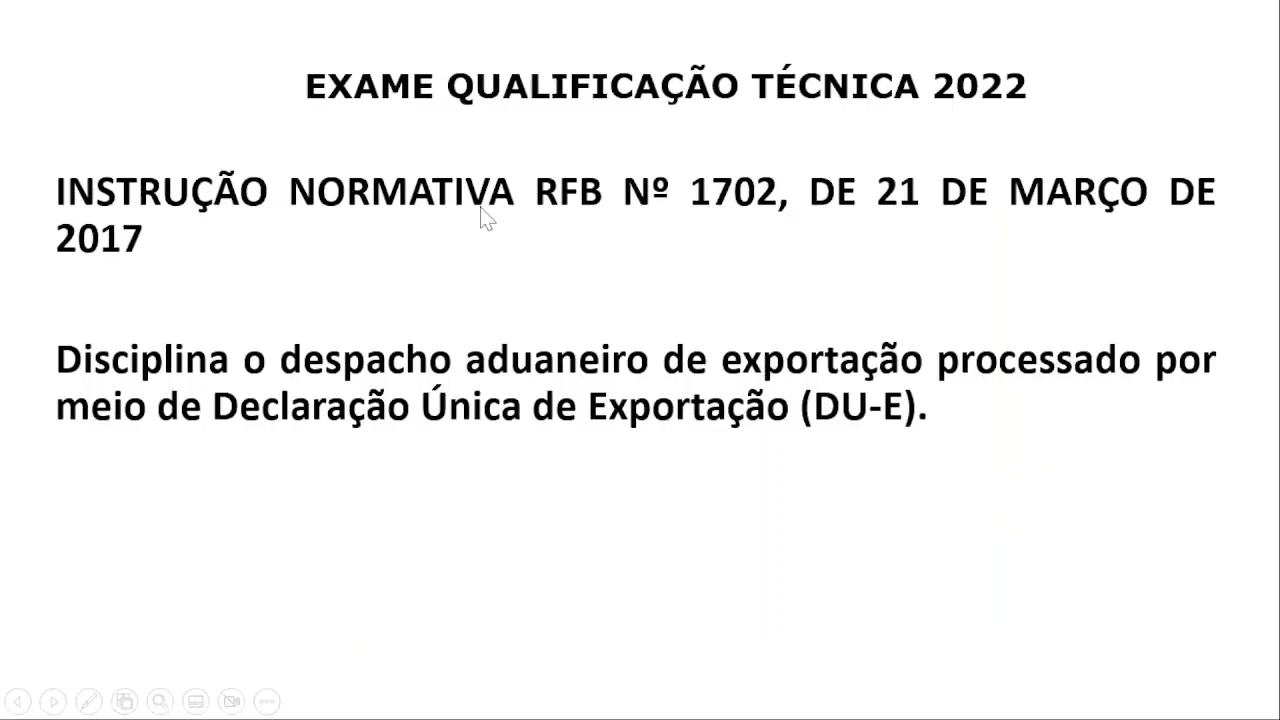 EXAME QUALIFICAÇÃO TÉCNICA 2022
INSTRUÇÃO NORMATIVA RFB Nº 1702, DE 21 DE MARÇO DE
2017
Disciplina o despacho aduaneiro de exportação processado por
meio de Declaração Única de Exportação (DU-E).